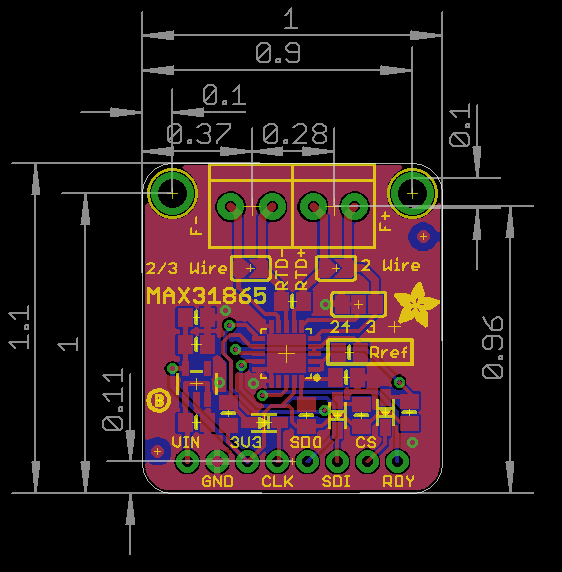 1
0.9
0.1
0.1
0.37
0.28
F-
F+
2/3 Wire
RTD-
RTD+
2 Wire
MAX31865
24 3
Rref
1.1
1
0.96
0.11
B
VIN
3V3
SDO
CS
GND
CLK
SDI
RDY